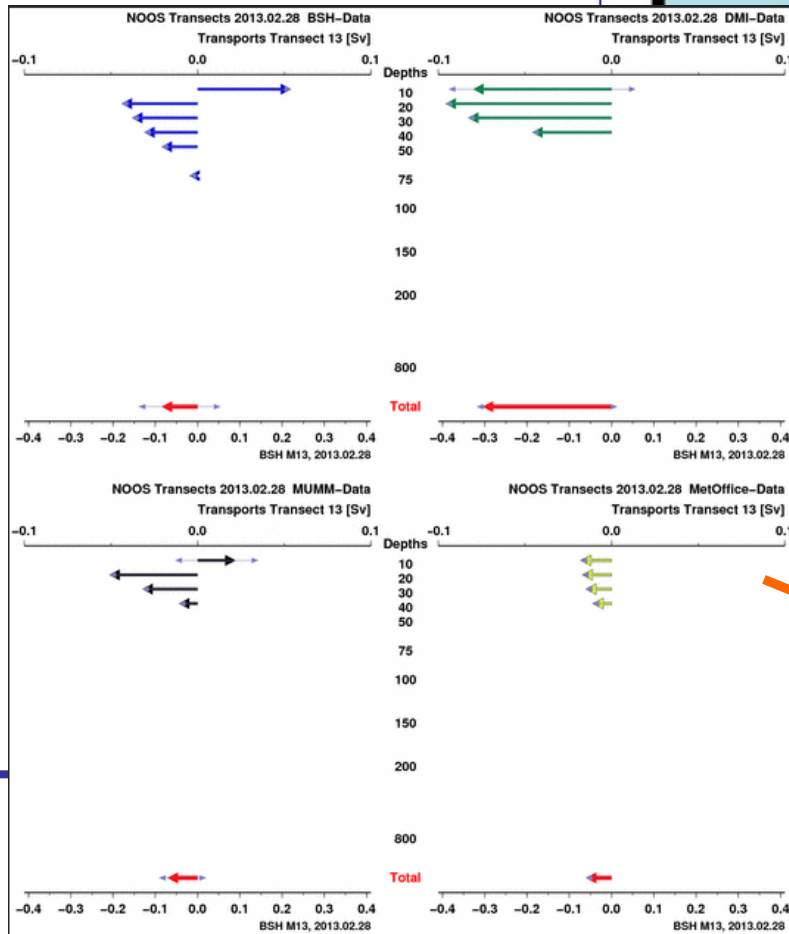 NOOS Transects 2013.02.28 BSH-Data
Transports Transect 13 [Sv]
-0.1 0.0 0.1
NOOS Transects 2013.02.28 DMI-Data
Transports Transect 13 [Sv]
-0.1 0.0 0.1
Depths
10
20
30
40
50
75
100
150
200
800
Total
-0.4 -0.3 -0.2 -0.1 0.0 0.1 0.2 0.3 0.4
BSH M13, 2013.02.28
-0.4 -0.3 -0.2 -0.1 0.0 0.1 0.2 0.3 0.4
BSH M13, 2013.02.28
NOOS Transects 2013.02.28 MUMM-Data
Transports Transect 13 [Sv]
-0.1 0.0 0.1
NOOS Transects 2013.02.28 MetOffice-Data
Transports Transect 13 [Sv]
-0.1 0.0 0.1
Depths
10
20
30
40
50
75
100
150
200
800
Total
-0.4 -0.3 -0.2 -0.1 0.0 0.1 0.2 0.3 0.4
BSH M13, 2013.02.28
-0.4 -0.3 -0.2 -0.1 0.0 0.1 0.2 0.3 0.4
BSH M13, 2013.02.28